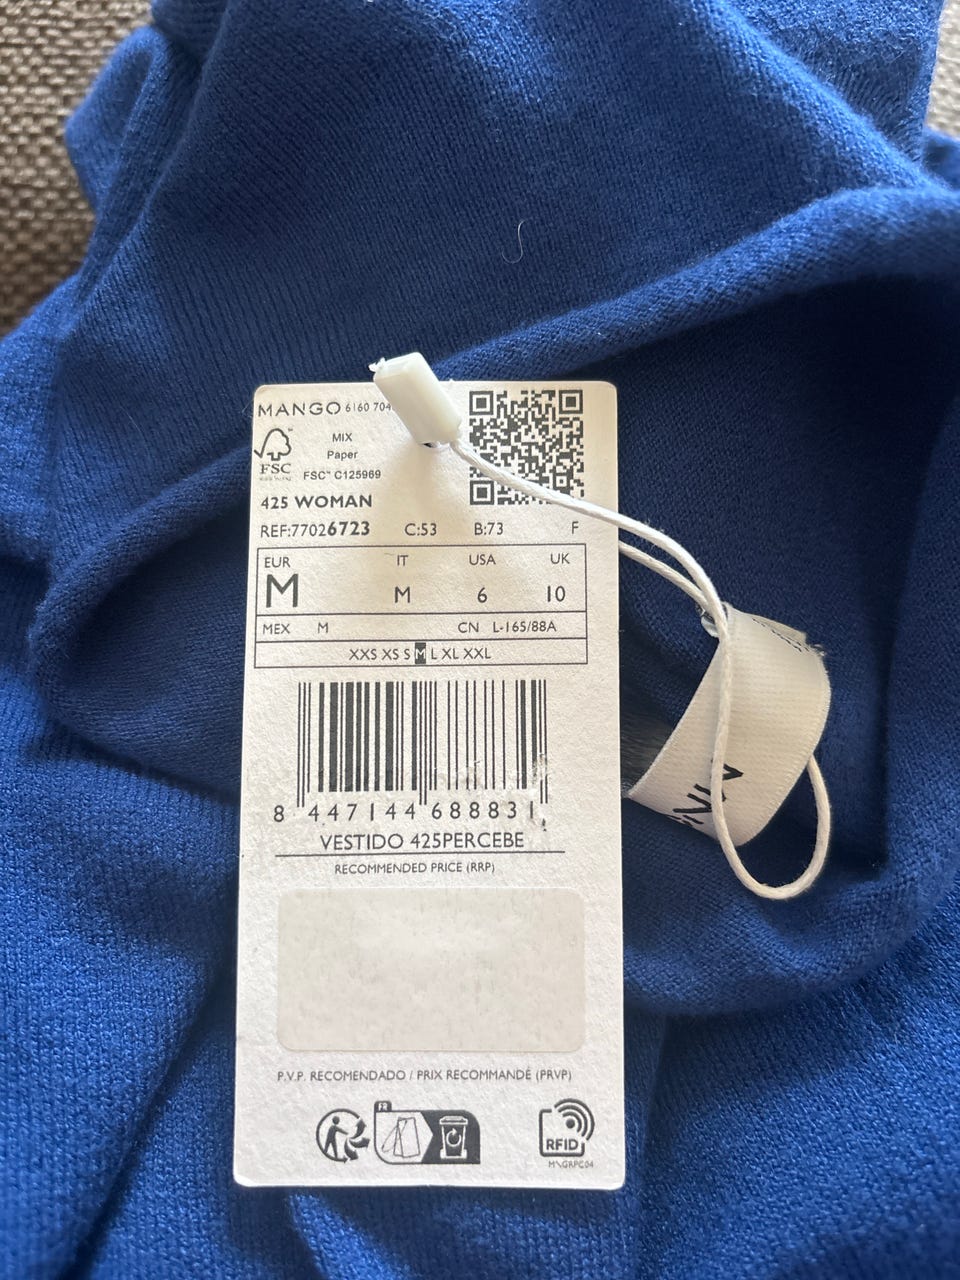 MANGO 6160 704
MIX
Paper
FSC™ C125969
FSC
425 WOMAN
REF:77026723 C:53 B:73 F
EUR IT USA UK
M M 6 10
MEX M CN L-165/88A
XXS XS S M L XL XXL
8 447144 688831
VESTIDO 425PERCEBE
RECOMMENDED PRICE (RRP)
P.V.P. RECOMENDADO / PRIX RECOMMANDÉ (PRVP)
FR
RFID